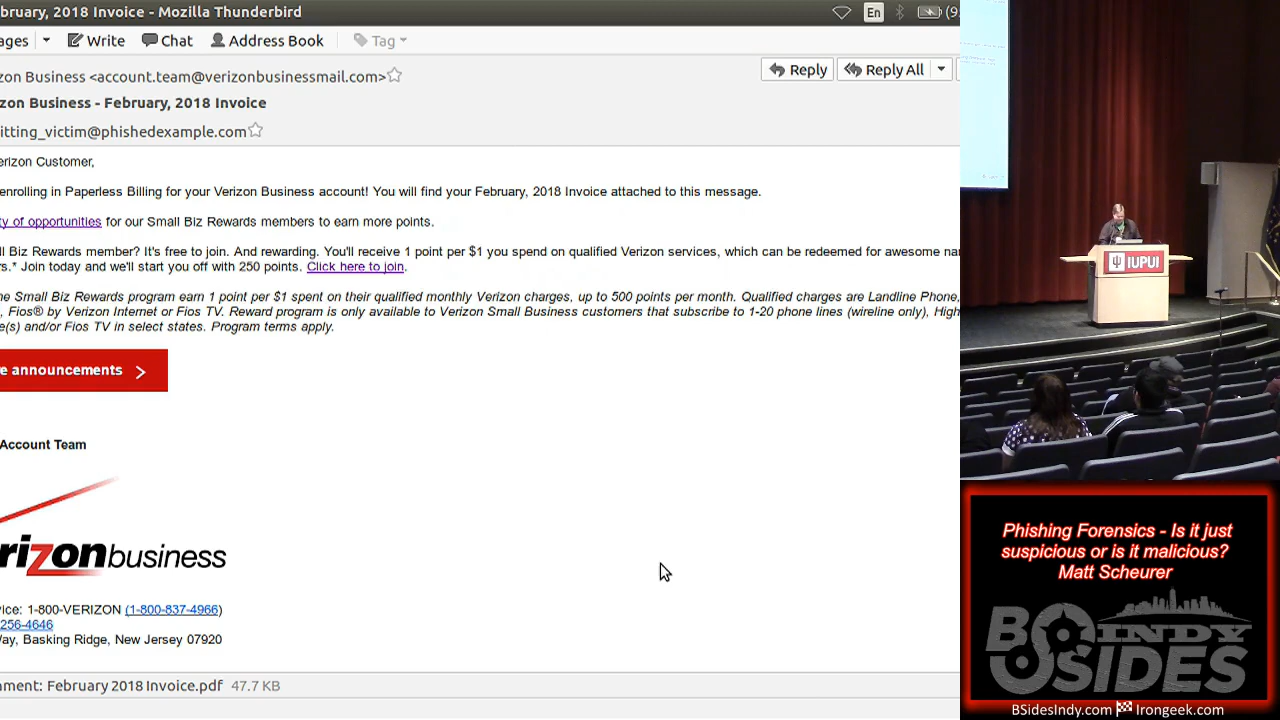 bruary, 2018 Invoice - Mozilla Thunderbird
En
(9
ages
Write
Chat
Address Book
Tag
zon Business <account.team@verizonbusinessmail.com>
Reply
Reply All
zon Business - February, 2018 Invoice
itting_victim@phishedexample.com
erizon Customer,
enrolling in Paperless Billing for your Verizon Business account! You will find your February, 2018 Invoice attached to this message.
ty of opportunities for our Small Biz Rewards members to earn more points.
ll Biz Rewards member? It's free to join. And rewarding. You'll receive 1 point per $1 you spend on qualified Verizon services, which can be redeemed for awesome nan
rs.* Join today and we'll start you off with 250 points. Click here to join.
ne Small Biz Rewards program earn 1 point per $1 spent on their qualified monthly Verizon charges, up to 500 points per month. Qualified charges are Landline Phone,
, Fios® by Verizon Internet or Fios TV. Reward program is only available to Verizon Small Business customers that subscribe to 1-20 phone lines (wireline only), High
e(s) and/or Fios TV in select states. Program terms apply.
e announcements
Account Team
rizonbusiness
vice: 1-800-VERIZON (1-800-837-4966)
256-4646
Vay, Basking Ridge, New Jersey 07920
ment: February 2018 Invoice.pdf 47.7 KB
IUPUI
Phishing Forensics - Is it just
suspicious or is it malicious?
Matt Scheurer
BSIDES
INDY
BSidesIndy.com Irongeek.com